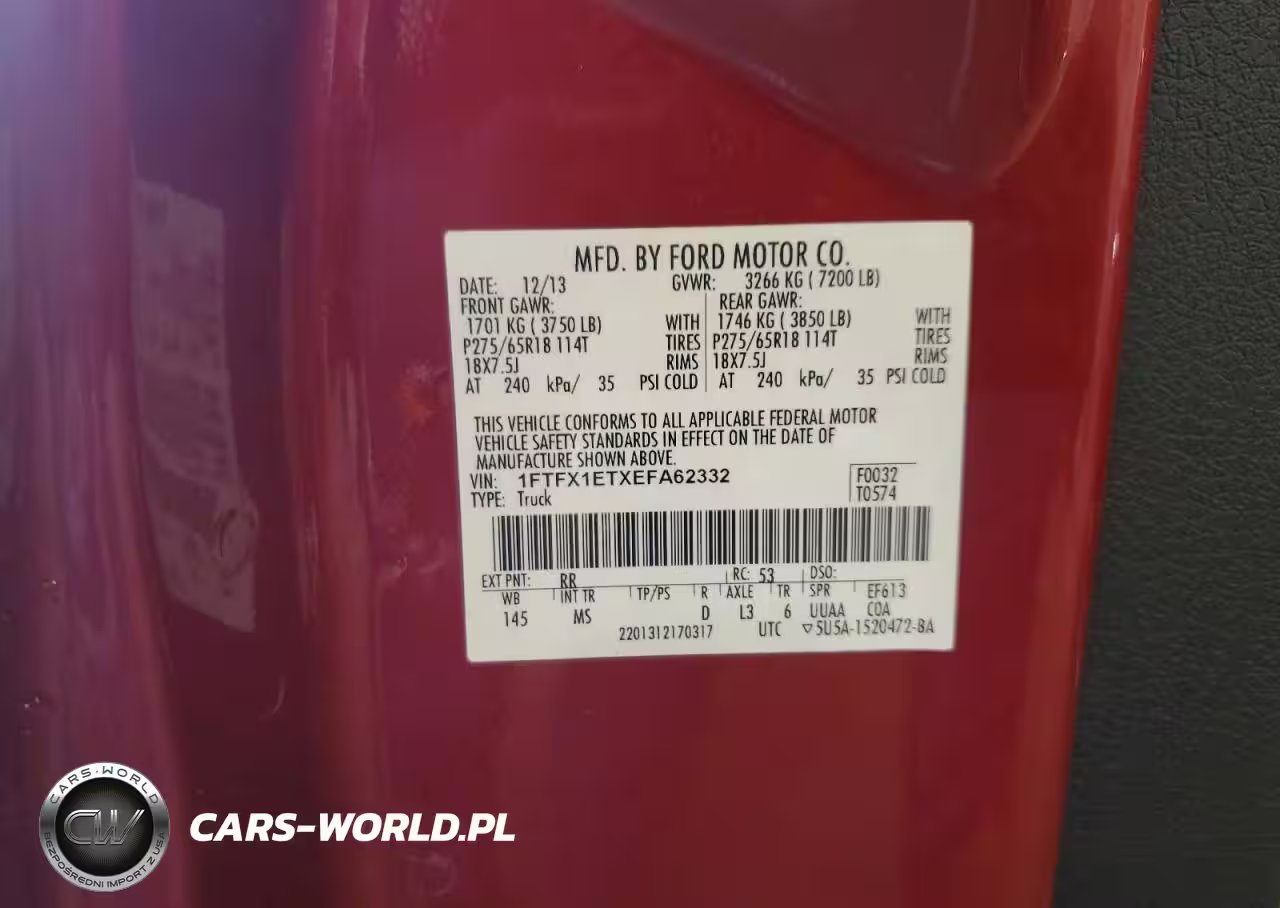 MFD. BY FORD MOTOR CO.
DATE: 12/13 GVWR: 3266 KG ( 7200 LB)
FRONT GAWR: REAR GAWR:
1701 KG ( 3750 LB) WITH 1746 KG ( 3850 LB) WITH
P275/65R18 114T TIRES P275/65R18 114T TIRES
18X7.5J RIMS 18X7.5J RIMS
AT 240 kPa/ 35 PSI COLD AT 240 kPa/ 35 PSI COLD
THIS VEHICLE CONFORMS TO ALL APPLICABLE FEDERAL MOTOR
VEHICLE SAFETY STANDARDS IN EFFECT ON THE DATE OF
MANUFACTURE SHOWN ABOVE.
VIN: 1FTFX1ETXEFA62332 F0032
TYPE: Truck T0574
EXT PNT: RR RC: 53 DSO:
WB INT TR TP/PS R AXLE TR SPR EF613
145 MS D L3 6 UUAA COA
2201312170317 UTC ▽5U5A-1520472-BA
CARS-WORLD
CW
BEZPOŚREDNI IMPORT Z USA
CARS-WORLD.PL